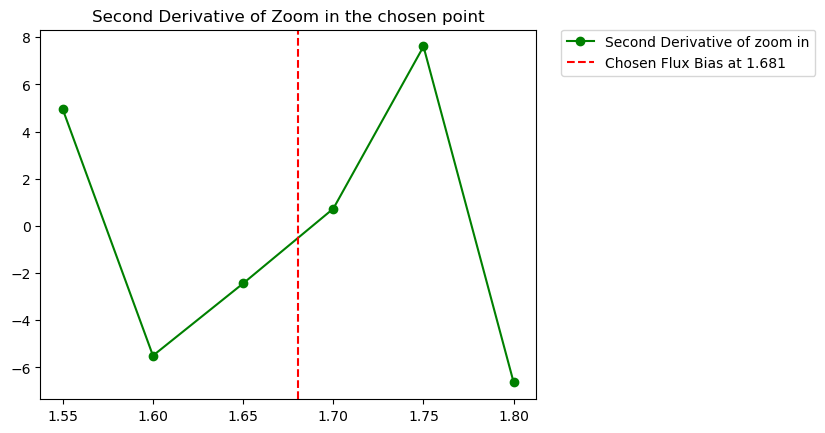 Second Derivative of Zoom in the chosen point
Second Derivative of zoom in
Chosen Flux Bias at 1.681
8
6
4
2
0
−2
−4
−6
1.55 1.60 1.65 1.70 1.75 1.80